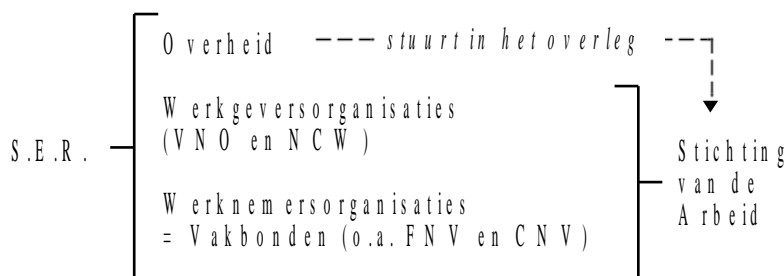 Overheid
stuurt in het overleg
Werkgeversorganisaties
(VNO en NCW)
S.E.R.
Stichting
van de
Arbeid
Werknemersorganisaties
= Vakbonden (o.a. FNV en CNV)